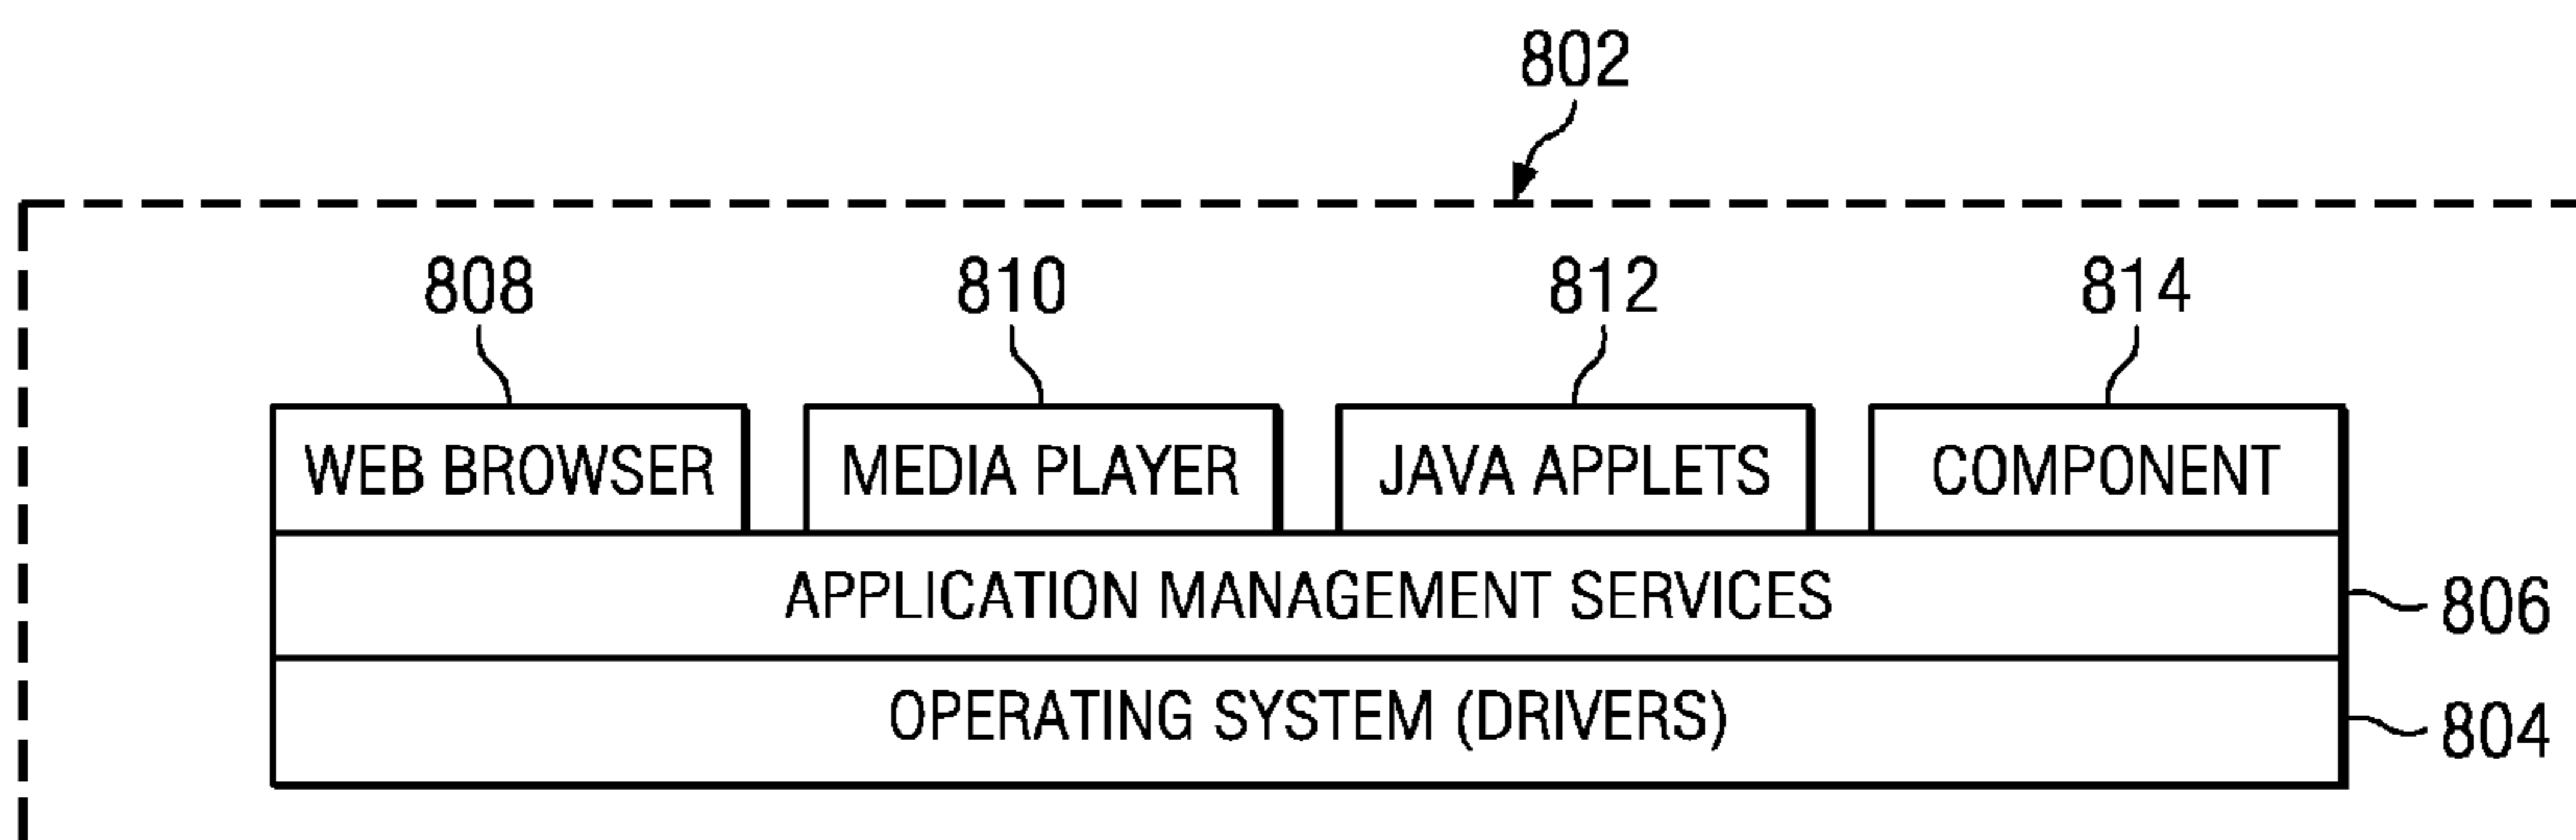 802
808 810 812 814
WEB BROWSER MEDIA PLAYER JAVA APPLETS COMPONENT
APPLICATION MANAGEMENT SERVICES 806
OPERATING SYSTEM (DRIVERS) 804